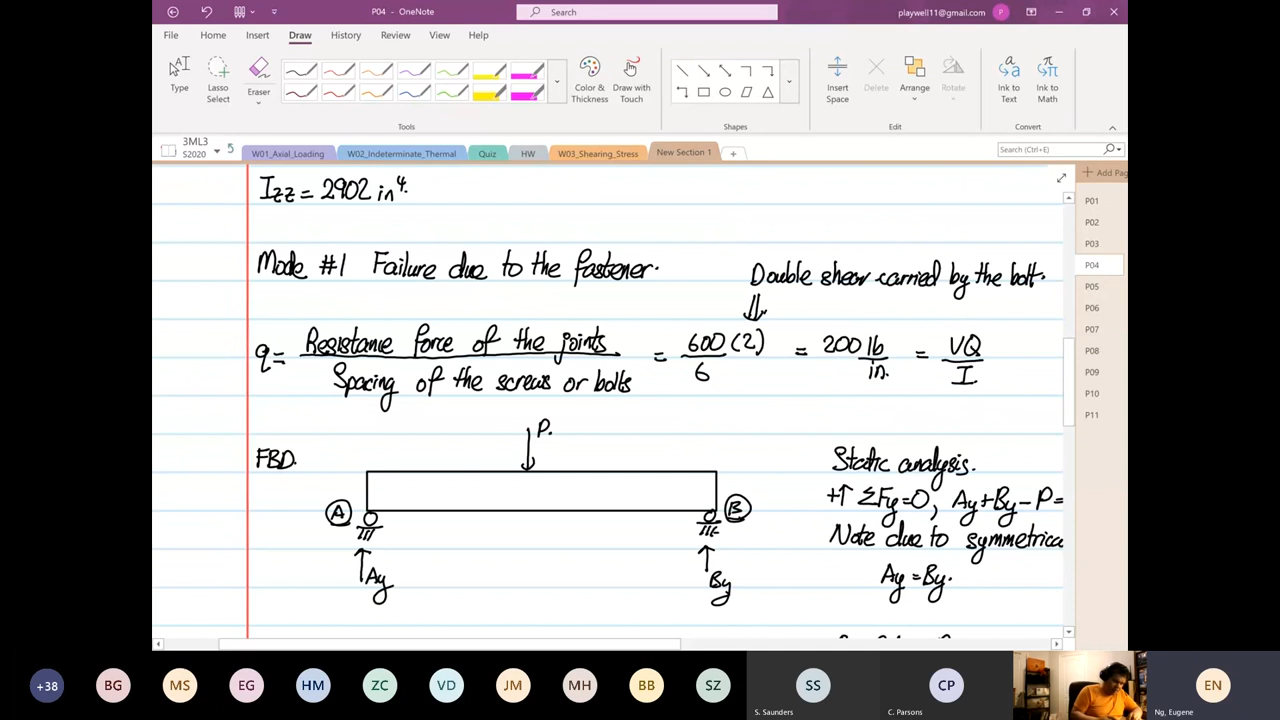 P04 - OneNote
Search
playwell11@gmail.com
P
File
Home
Insert
Draw
History
Review
View
Help
Type
Lasso Select
Eraser
Color & Thickness
Draw with Touch
Insert Space
Delete
Arrange
Rotate
Ink to Text
Ink to Math
Tools
Shapes
Edit
Convert
3ML3 S2020
W01_Axial_Loading
W02_Indeterminate_Thermal
Quiz
HW
W03_Shearing_Stress
New Section 1
+
Search (Ctrl+E)
Add Pag
P01
P02
P03
P04
P05
P06
P07
P08
P09
P10
P11
Izz = 2902 in⁴.
Mode #1 Failure due to the fastener.
Double shear carried by the bolt.
q = Resistance force of the joints / Spacing of the screws or bolts = 600(2) / 6 = 200 lb/in. = VQ / I
P.
FBD.
Static analysis.
A
B
+↑ ΣFy=0, Ay+By-P=
Note due to symmetrica
Ay
By
Ay=By.
+38
BG
MS
EG
HM
ZC
VD
JM
MH
BB
SZ
SS
S. Saunders
CP
C. Parsons
EN
Ng, Eugene